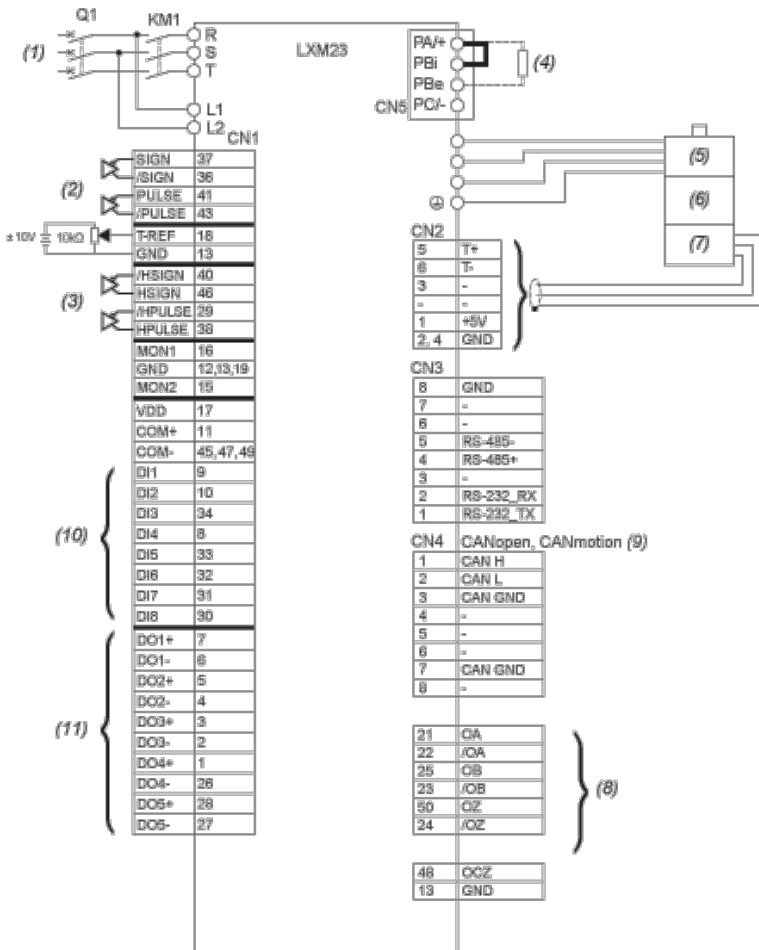 Q1
KM1
(1)
R
S
T
L1
L2
LXM23
PA/+
PBi
PBe
PC/-
CN5
(4)
CN1
SIGN 37
/SIGN 36
PULSE 41
/PULSE 43
(2)
T-REF 18
GND 13
±10V
10kΩ
/HSIGN 40
HSIGN 46
/HPULSE 29
HPULSE 38
(3)
MON1 16
GND 12,13,19
MON2 15
VDD 17
COM+ 11
COM- 45,47,49
DI1 9
DI2 10
DI3 34
DI4 8
DI5 33
DI6 32
DI7 31
DI8 30
(10)
DO1+ 7
DO1- 6
DO2+ 5
DO2- 4
DO3+ 3
DO3- 2
DO4+ 1
DO4- 26
DO5+ 28
DO5- 27
(11)
(5)
(6)
(7)
CN2
5 T+
6 T-
3 -
- -
1 +5V
2, 4 GND
CN3
8 GND
7 -
6 -
5 RS-485-
4 RS-485+
3 -
2 RS-232_RX
1 RS-232_TX
CN4 CANopen, CANmotion (9)
1 CAN H
2 CAN L
3 CAN GND
4 -
5 -
6 -
7 CAN GND
8 -
21 OA
22 /OA
25 OB
23 /OB
50 OZ
24 /OZ
(8)
48 OCZ
13 GND